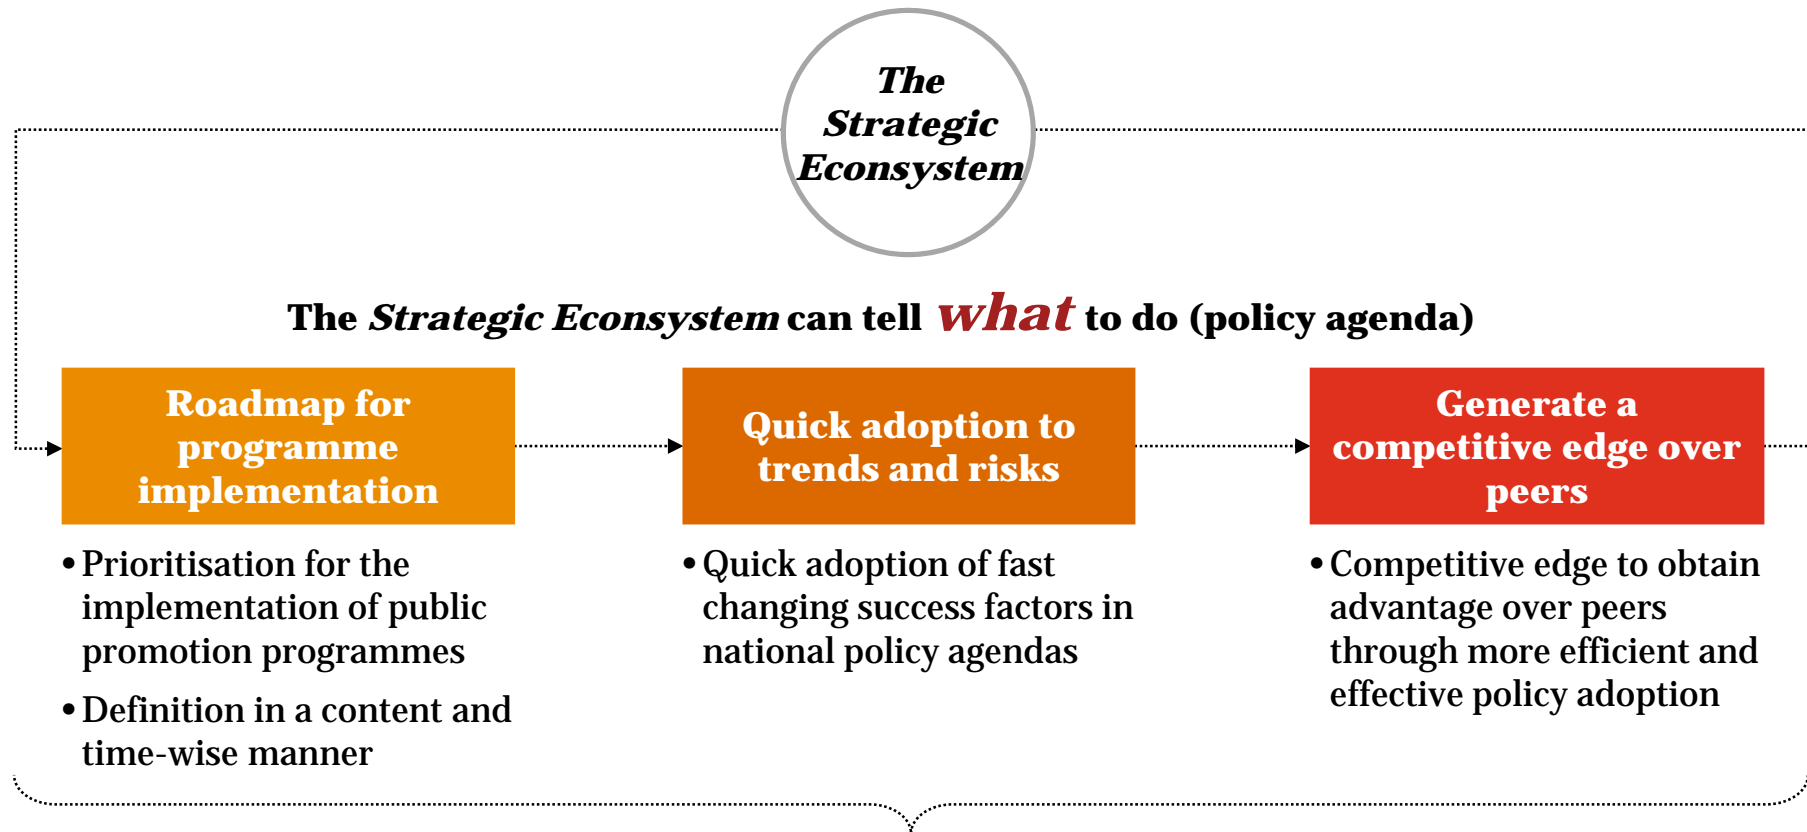 The
Strategic
Econsystem
The Strategic Econsystem can tell what to do (policy agenda)
Roadmap for
programme
implementation
Quick adoption to
trends and risks
Generate a
competitive edge over
peers
• Prioritisation for the
implementation of public
promotion programmes
• Definition in a content and
time-wise manner
• Quick adoption of fast
changing success factors in
national policy agendas
• Competitive edge to obtain
advantage over peers
through more efficient and
effective policy adoption